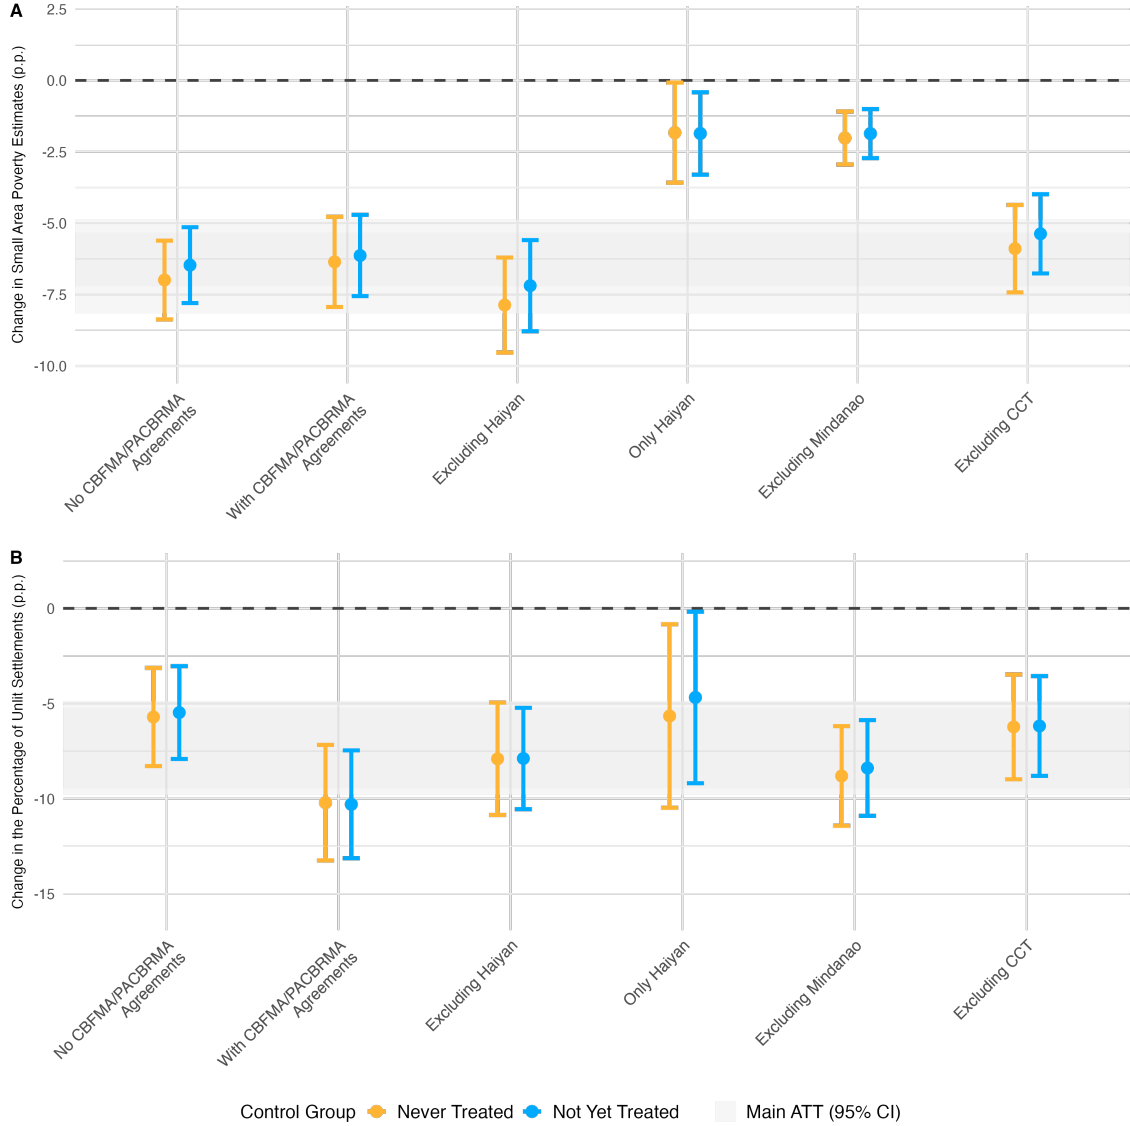 A
Change in Small Area Poverty Estimates (p.p.)
2.5
0.0
-2.5
-5.0
-7.5
-10.0
No CBFMA/PACBRMA
Agreements
With CBFMA/PACBRMA
Agreements
Excluding Haiyan
Only Haiyan
Excluding Mindanao
Excluding CCT
B
Change in the Percentage of Unlit Settlements (p.p.)
0
-5
-10
-15
No CBFMA/PACBRMA
Agreements
With CBFMA/PACBRMA
Agreements
Excluding Haiyan
Only Haiyan
Excluding Mindanao
Excluding CCT
Control Group Never Treated Not Yet Treated Main ATT (95% CI)